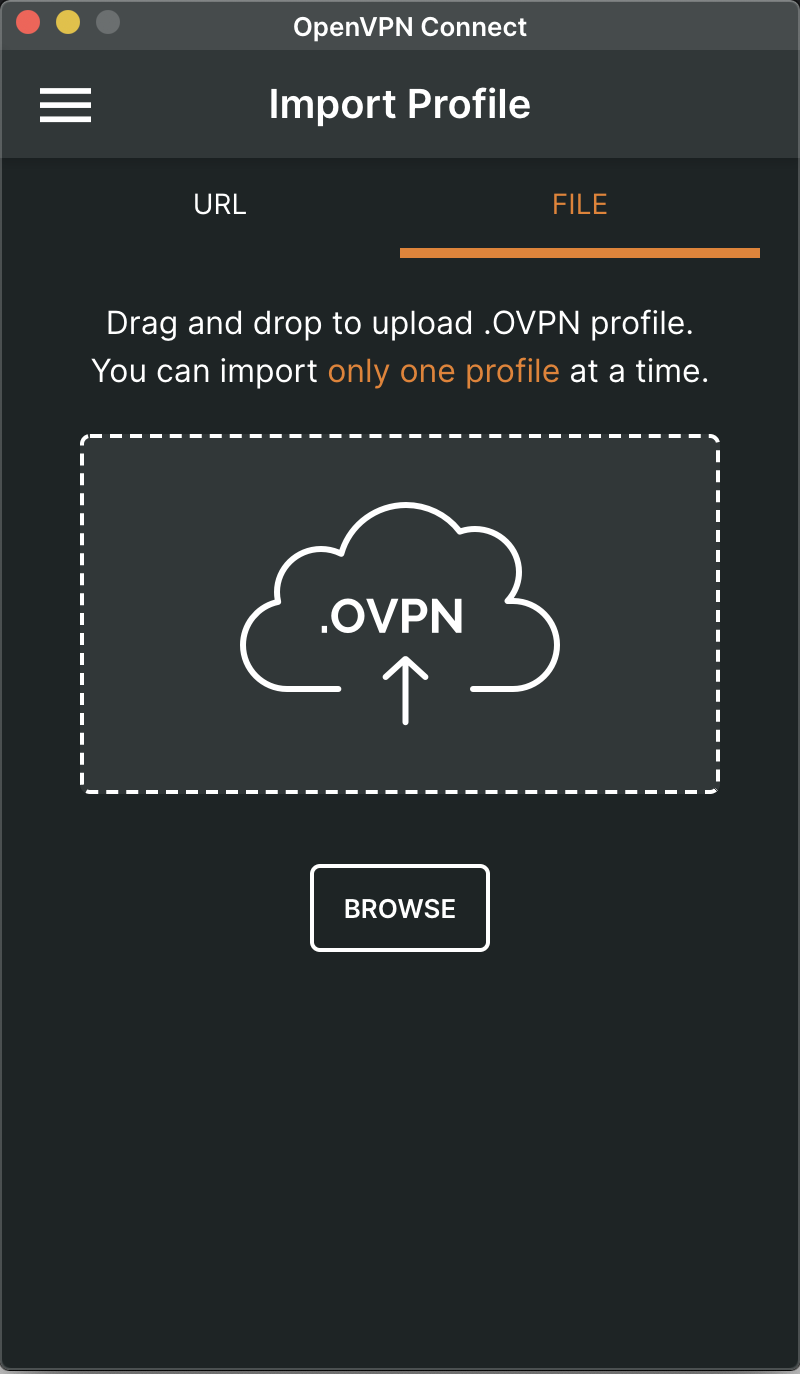 OpenVPN Connect
Import Profile
URL
FILE
Drag and drop to upload .OVPN profile.
You can import only one profile at a time.
.OVPN
BROWSE